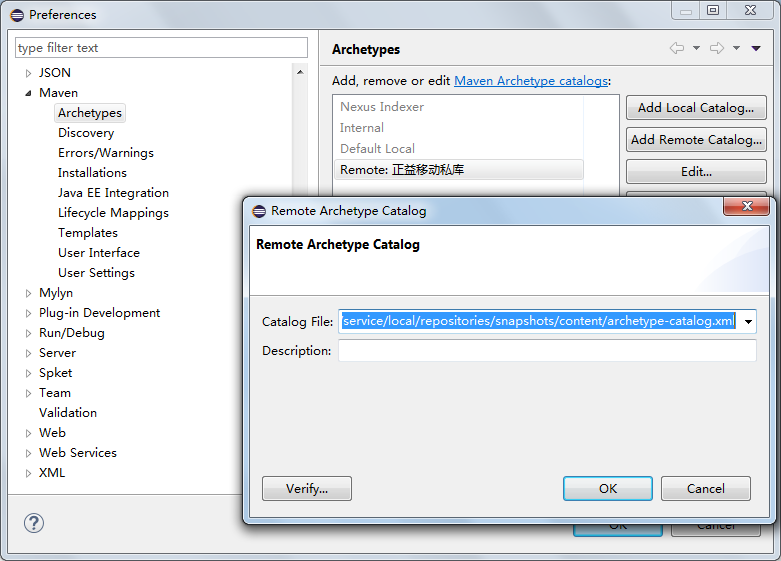 Preferences
type filter text
JSON
Maven
Archetypes
Discovery
Errors/Warnings
Installations
Java EE Integration
Lifecycle Mappings
Templates
User Interface
User Settings
Mylyn
Plug-in Development
Run/Debug
Server
Spket
Team
Validation
Web
Web Services
XML
Archetypes
Add, remove or edit Maven Archetype catalogs:
Nexus Indexer
Internal
Default Local
Remote: 正益移动私库
Add Local Catalog...
Add Remote Catalog...
Edit...
Remote Archetype Catalog
Remote Archetype Catalog
Catalog File: service/local/repositories/snapshots/content/archetype-catalog.xml
Description:
Verify...
OK
Cancel
OK
Cancel